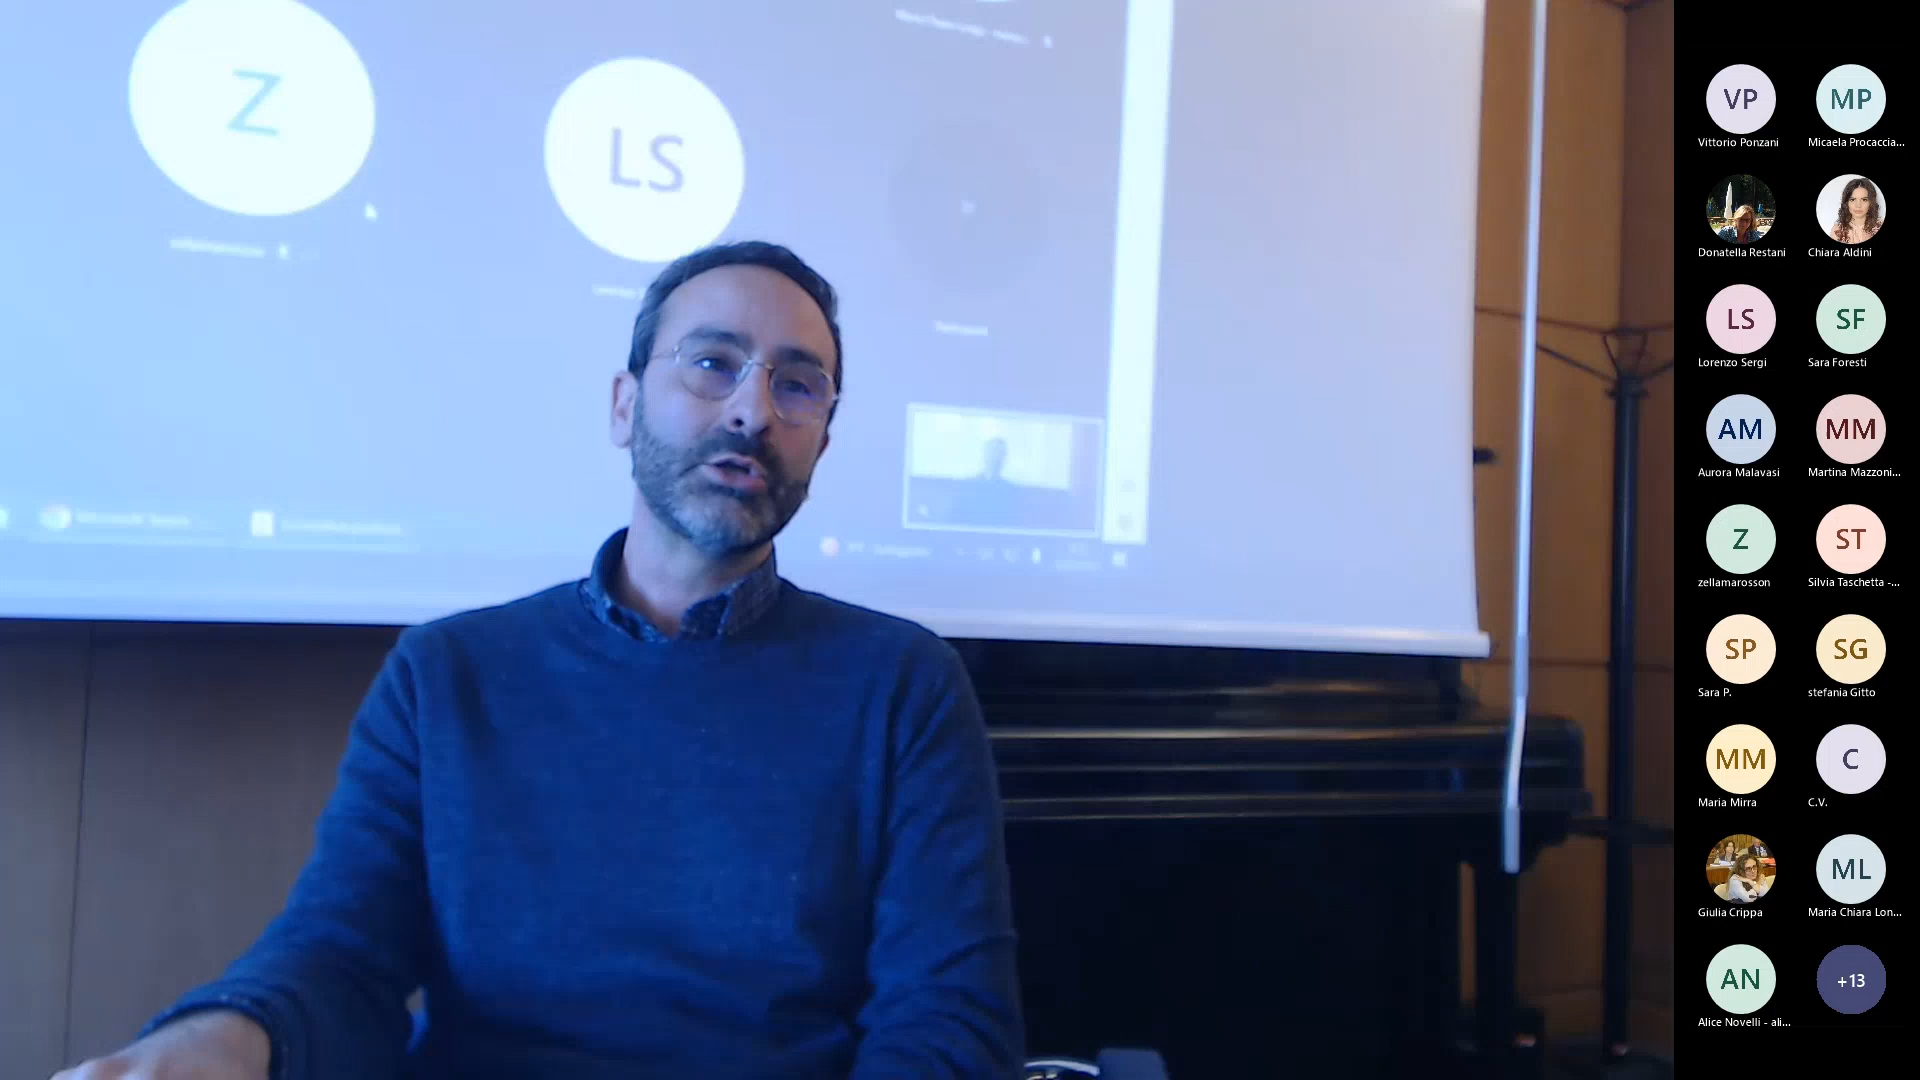 Z
LS
VP
MP
Vittorio Ponzani
Micaela Procaccia...
Donatella Restani
Chiara Aldini
LS
SF
Lorenzo Sergi
Sara Foresti
AM
MM
Aurora Malavasi
Martina Mazzoni...
Z
ST
zellamarosson
Silvia Taschetta -...
SP
SG
Sara P.
stefania Gitto
MM
C
Maria Mirra
C.V.
ML
Giulia Crippa
Maria Chiara Lon...
AN
+13
Alice Novelli - ali...